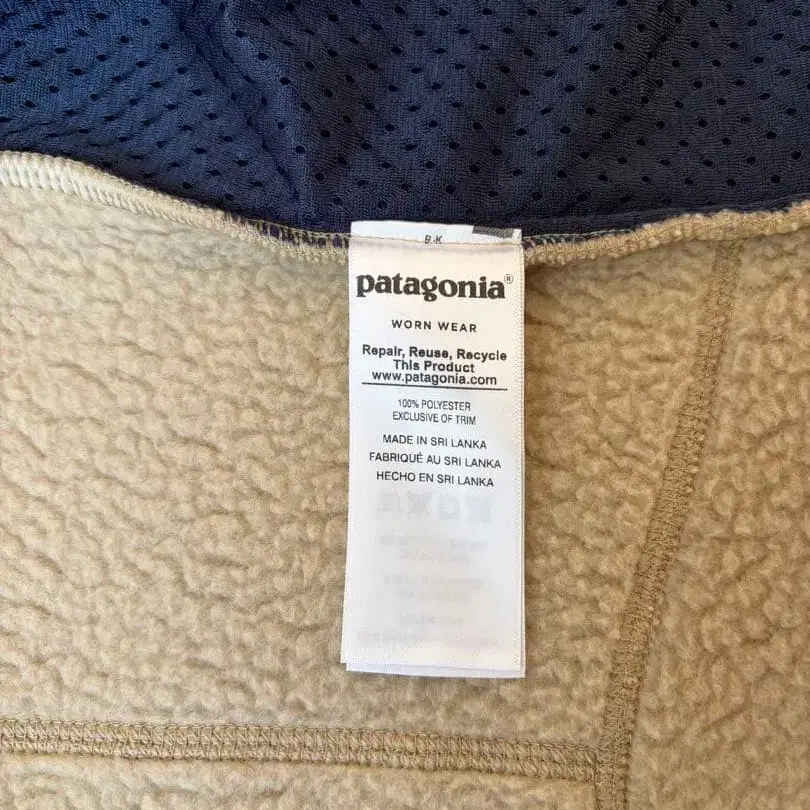 B.K
patagonia®
WORN WEAR
Repair, Reuse, Recycle
This Product
www.patagonia.com
100% POLYESTER
EXCLUSIVE OF TRIM
MADE IN SRI LANKA
FABRIQUÉ AU SRI LANKA
HECHO EN SRI LANKA